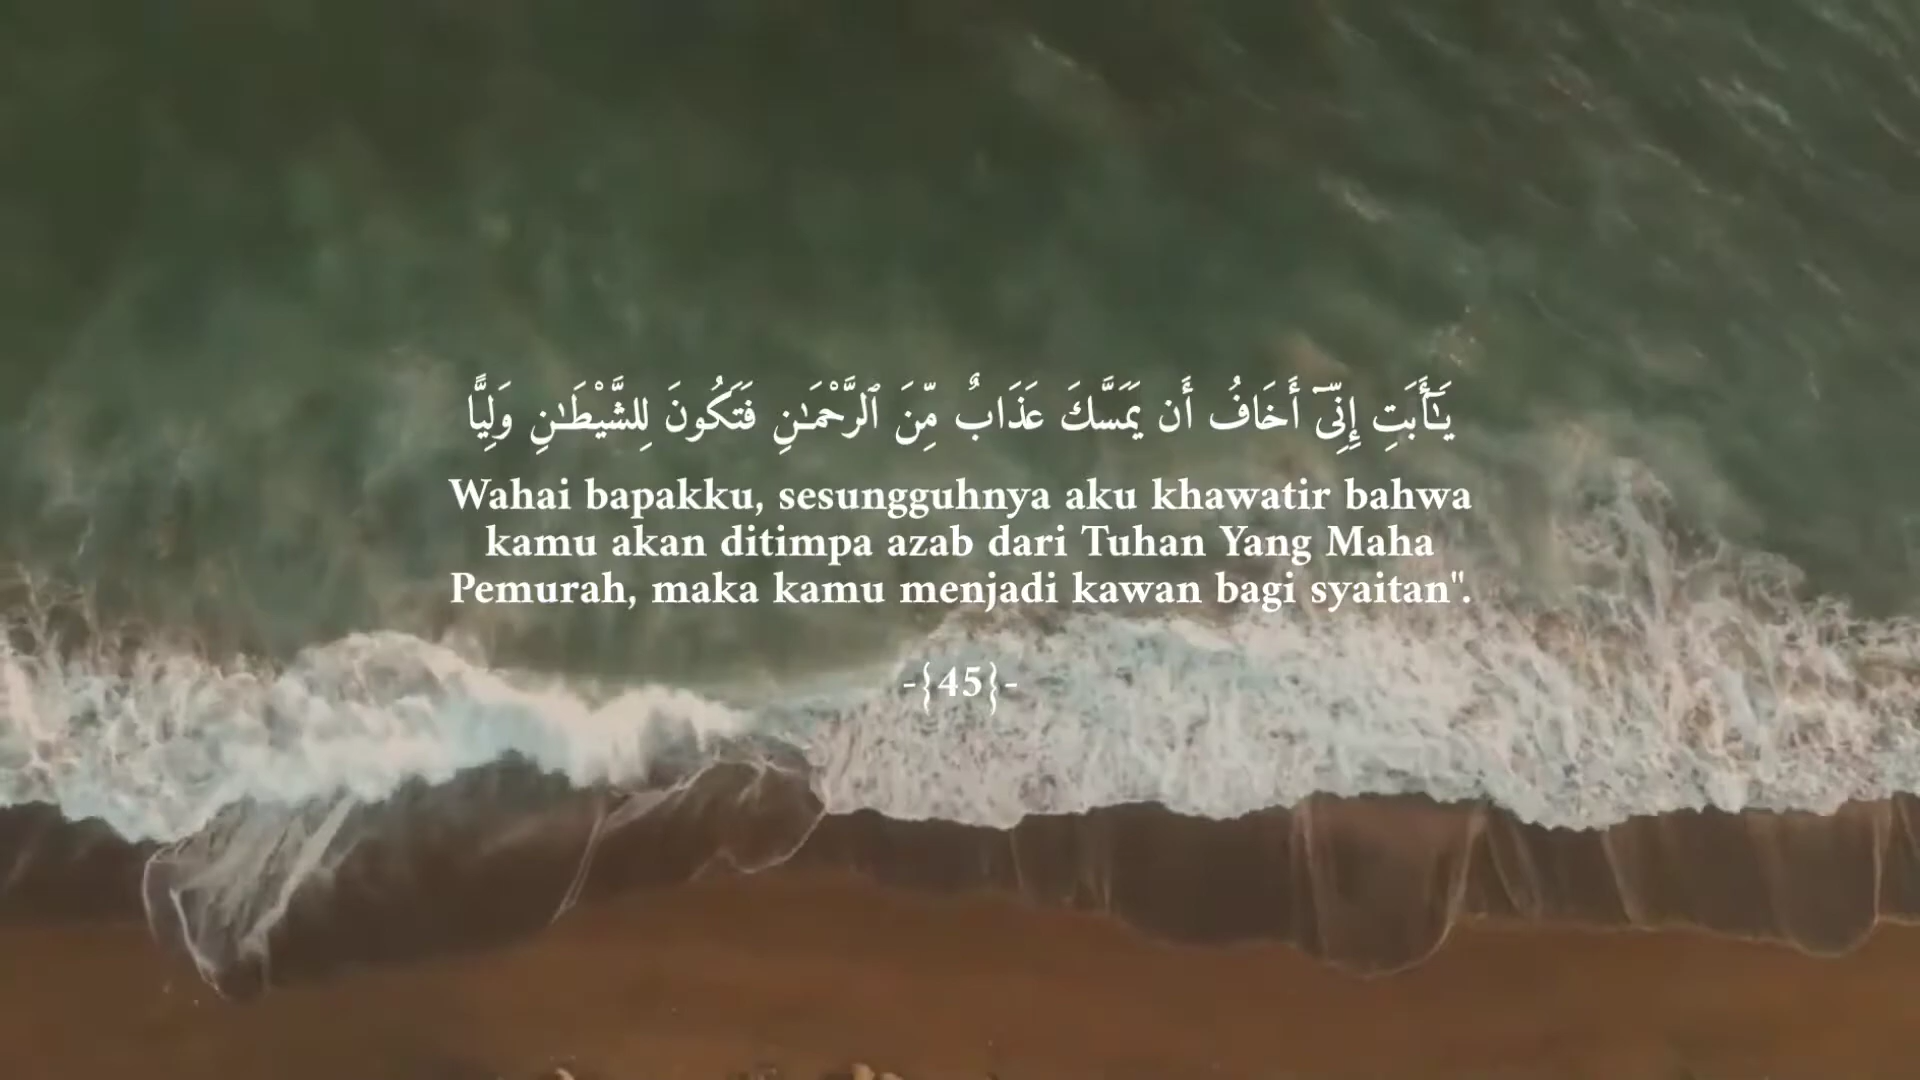 يَـٰٓأَبَتِ إِنِّىٓ أَخَافُ أَن يَمَسَّكَ عَذَابٌ مِّنَ ٱلرَّحْمَـٰنِ فَتَكُونَ لِلشَّيْطَـٰنِ وَلِيًّا
Wahai bapakku, sesungguhnya aku khawatir bahwa
kamu akan ditimpa azab dari Tuhan Yang Maha
Pemurah, maka kamu menjadi kawan bagi syaitan".
-{45}-